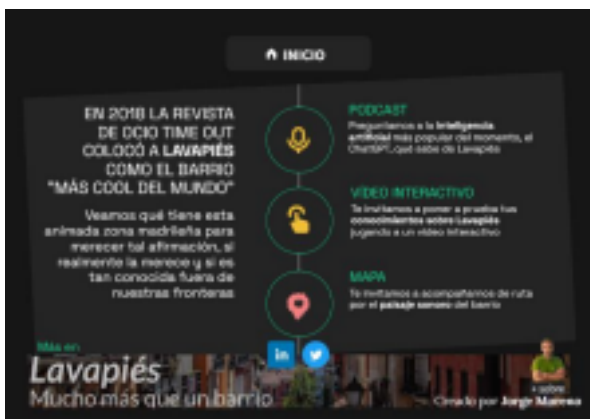 INICIO
EN 2018 LA REVISTA
DE OCIO TIME OUT
COLOCÓ A LAVAPIÉS
COMO EL BARRIO
"MÁS COOL DEL MUNDO"
Veamos qué tiene esta
animada zona madrileña para
merecer tal afirmación, si
realmente la merece y si es
tan conocida fuera de
nuestras fronteras
PODCAST
Preguntamos a la inteligencia
artificial más popular del momento, el
ChatGPT, qué sabe de Lavapiés
VÍDEO INTERACTIVO
Te invitamos a poner a prueba tus
conocimientos sobre Lavapiés
jugando a un vídeo interactivo
MAPA
Te invitamos a acompañarnos de ruta
por el paisaje sonoro del barrio
Más en
in
Lavapiés
Mucho más que un barrio
+ sobre
Creado por Jorge Moreno